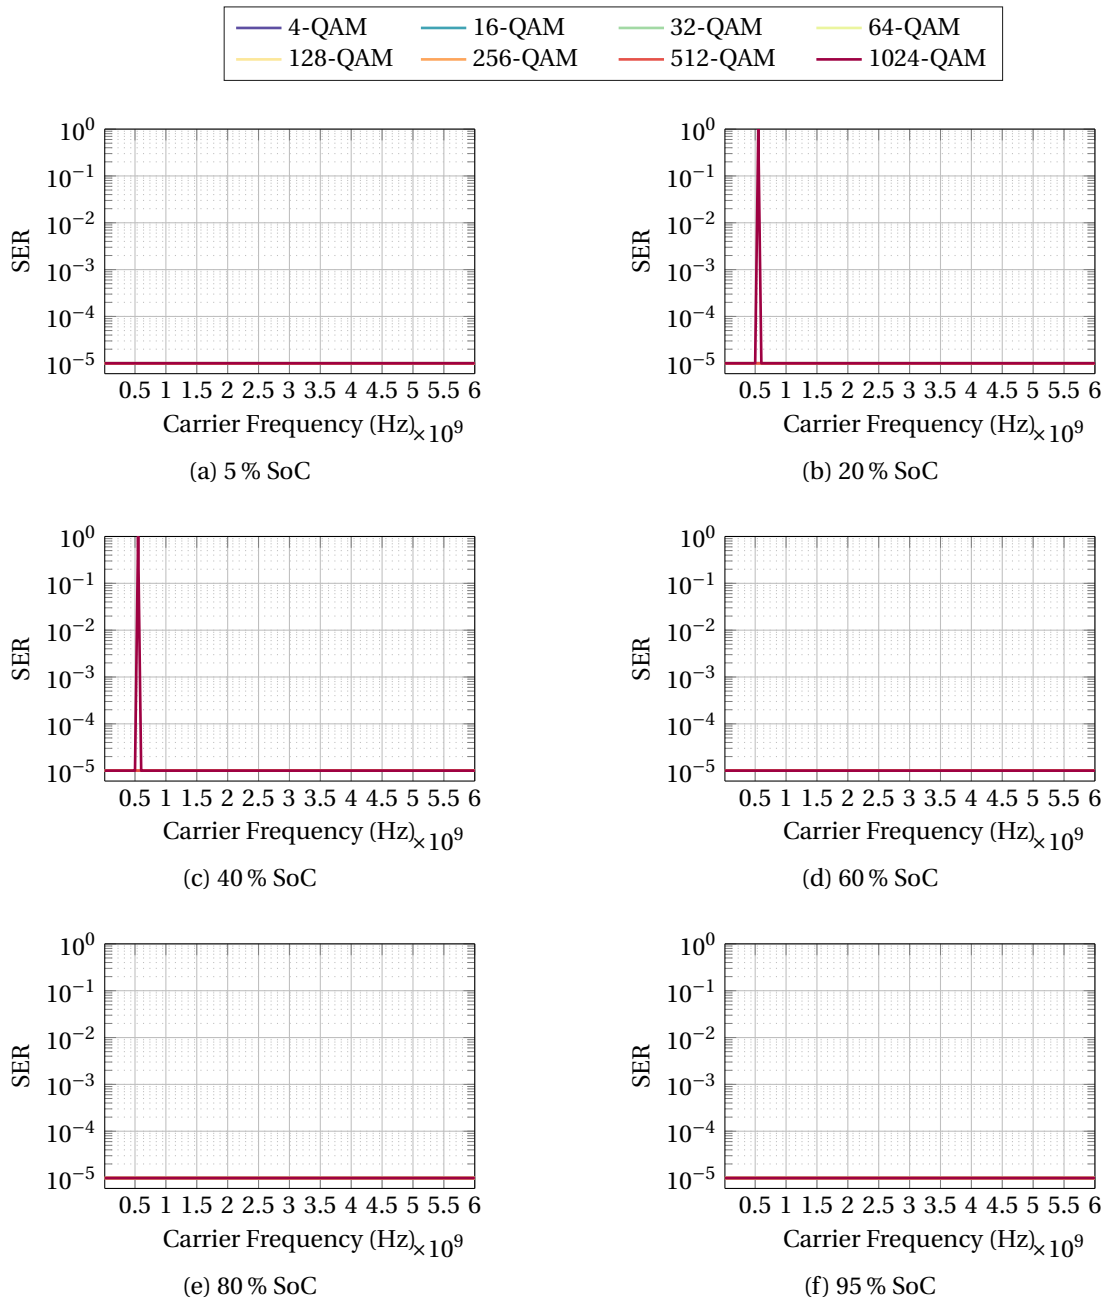 4-QAM 16-QAM 32-QAM 64-QAM
128-QAM 256-QAM 512-QAM 1024-QAM
10^0
10^−1
10^−2
10^−3
10^−4
10^−5
SER
0.5 1 1.5 2 2.5 3 3.5 4 4.5 5 5.5 6
Carrier Frequency (Hz) ×10^9
(a) 5 % SoC
10^0
10^−1
10^−2
10^−3
10^−4
10^−5
SER
0.5 1 1.5 2 2.5 3 3.5 4 4.5 5 5.5 6
Carrier Frequency (Hz) ×10^9
(b) 20 % SoC
10^0
10^−1
10^−2
10^−3
10^−4
10^−5
SER
0.5 1 1.5 2 2.5 3 3.5 4 4.5 5 5.5 6
Carrier Frequency (Hz) ×10^9
(c) 40 % SoC
10^0
10^−1
10^−2
10^−3
10^−4
10^−5
SER
0.5 1 1.5 2 2.5 3 3.5 4 4.5 5 5.5 6
Carrier Frequency (Hz) ×10^9
(d) 60 % SoC
10^0
10^−1
10^−2
10^−3
10^−4
10^−5
SER
0.5 1 1.5 2 2.5 3 3.5 4 4.5 5 5.5 6
Carrier Frequency (Hz) ×10^9
(e) 80 % SoC
10^0
10^−1
10^−2
10^−3
10^−4
10^−5
SER
0.5 1 1.5 2 2.5 3 3.5 4 4.5 5 5.5 6
Carrier Frequency (Hz) ×10^9
(f) 95 % SoC